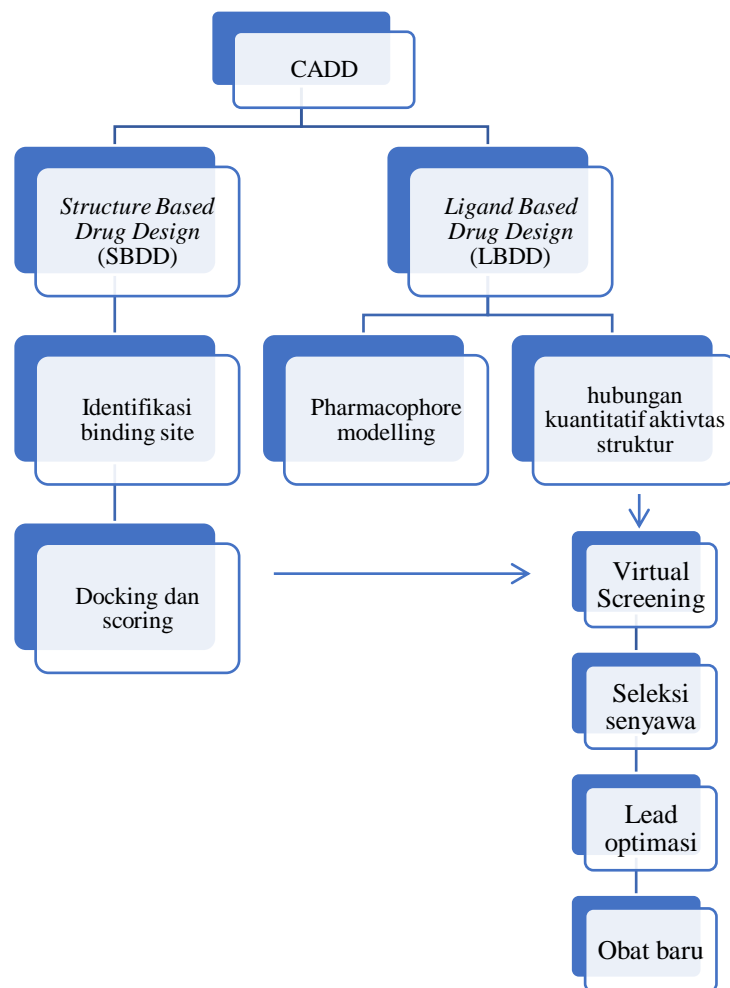 CADD
Structure Based
Drug Design
(SBDD)
Ligand Based
Drug Design
(LBDD)
Identifikasi
binding site
Pharmacophore
modelling
hubungan
kuantitatif aktivtas
struktur
Docking dan
scoring
Virtual
Screening
Seleksi
senyawa
Lead
optimasi
Obat baru